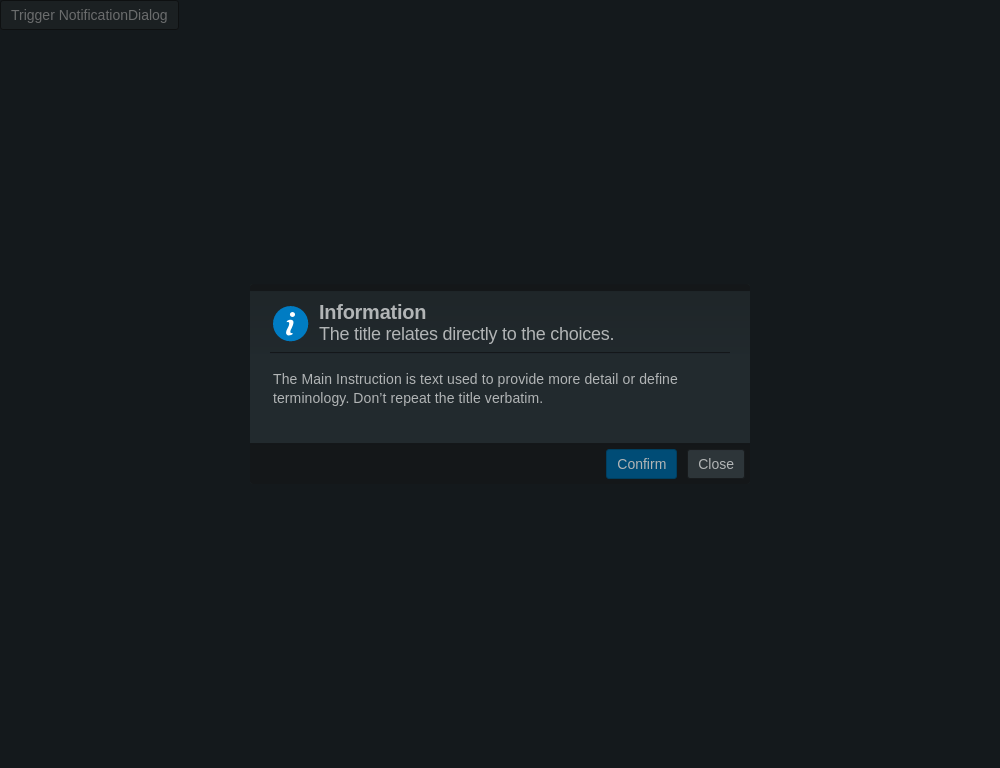 Trigger NotificationDialog
Information
The title relates directly to the choices.
The Main Instruction is text used to provide more detail or define
terminology. Don’t repeat the title verbatim.
Confirm
Close